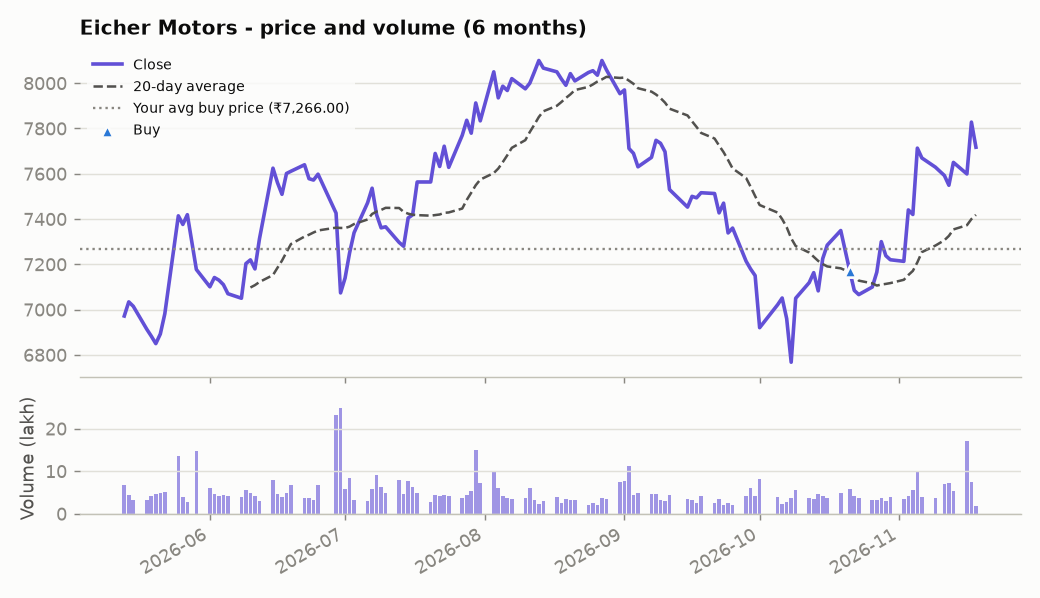 Eicher Motors - price and volume (6 months)
Close
20-day average
Your avg buy price (₹7,266.00)
Buy
8000
7800
7600
7400
7200
7000
6800
Volume (lakh)
20
10
0
2026-06
2026-07
2026-08
2026-09
2026-10
2026-11